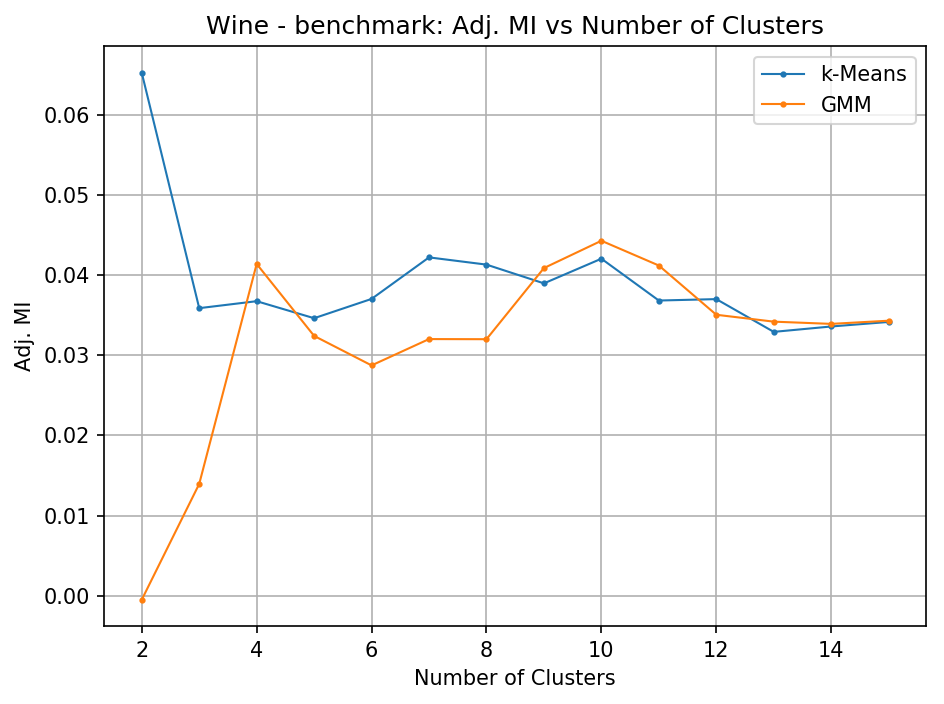 Wine - benchmark: Adj. MI vs Number of Clusters
k-Means
GMM
0.06
0.05
0.04
0.03
0.02
0.01
0.00
Adj. MI
2 4 6 8 10 12 14
Number of Clusters